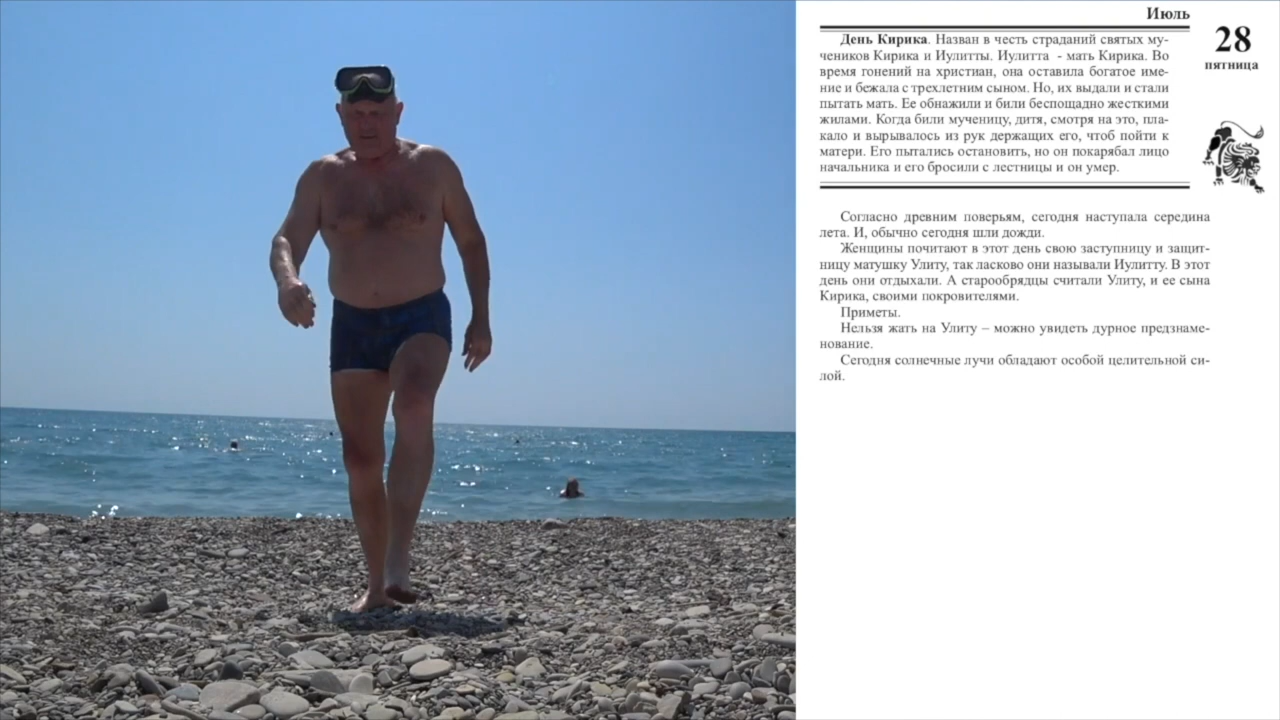 Июль
28
пятница
День Кирика. Назван в честь страданий святых му-
чеников Кирика и Иулитты. Иулитта  - мать Кирика. Во
время гонений на христиан, она оставила богатое име-
ние и бежала с трехлетним сыном. Но, их выдали и стали
пытать мать. Ее обнажили и били беспощадно жесткими
жилами. Когда били мученицу, дитя, смотря на это, пла-
кало и вырывалось из рук держащих его, чтоб пойти к
матери. Его пытались остановить, но он покарябал лицо
начальника и его бросили с лестницы и он умер.
Согласно древним поверьям, сегодня наступала середина
лета. И, обычно сегодня шли дожди.
Женщины почитают в этот день свою заступницу и защит-
ницу матушку Улиту, так ласково они называли Иулитту. В этот
день они отдыхали. А старообрядцы считали Улиту, и ее сына
Кирика, своими покровителями.
Приметы.
Нельзя жать на Улиту – можно увидеть дурное предзнаме-
нование.
Сегодня солнечные лучи обладают особой целительной си-
лой.